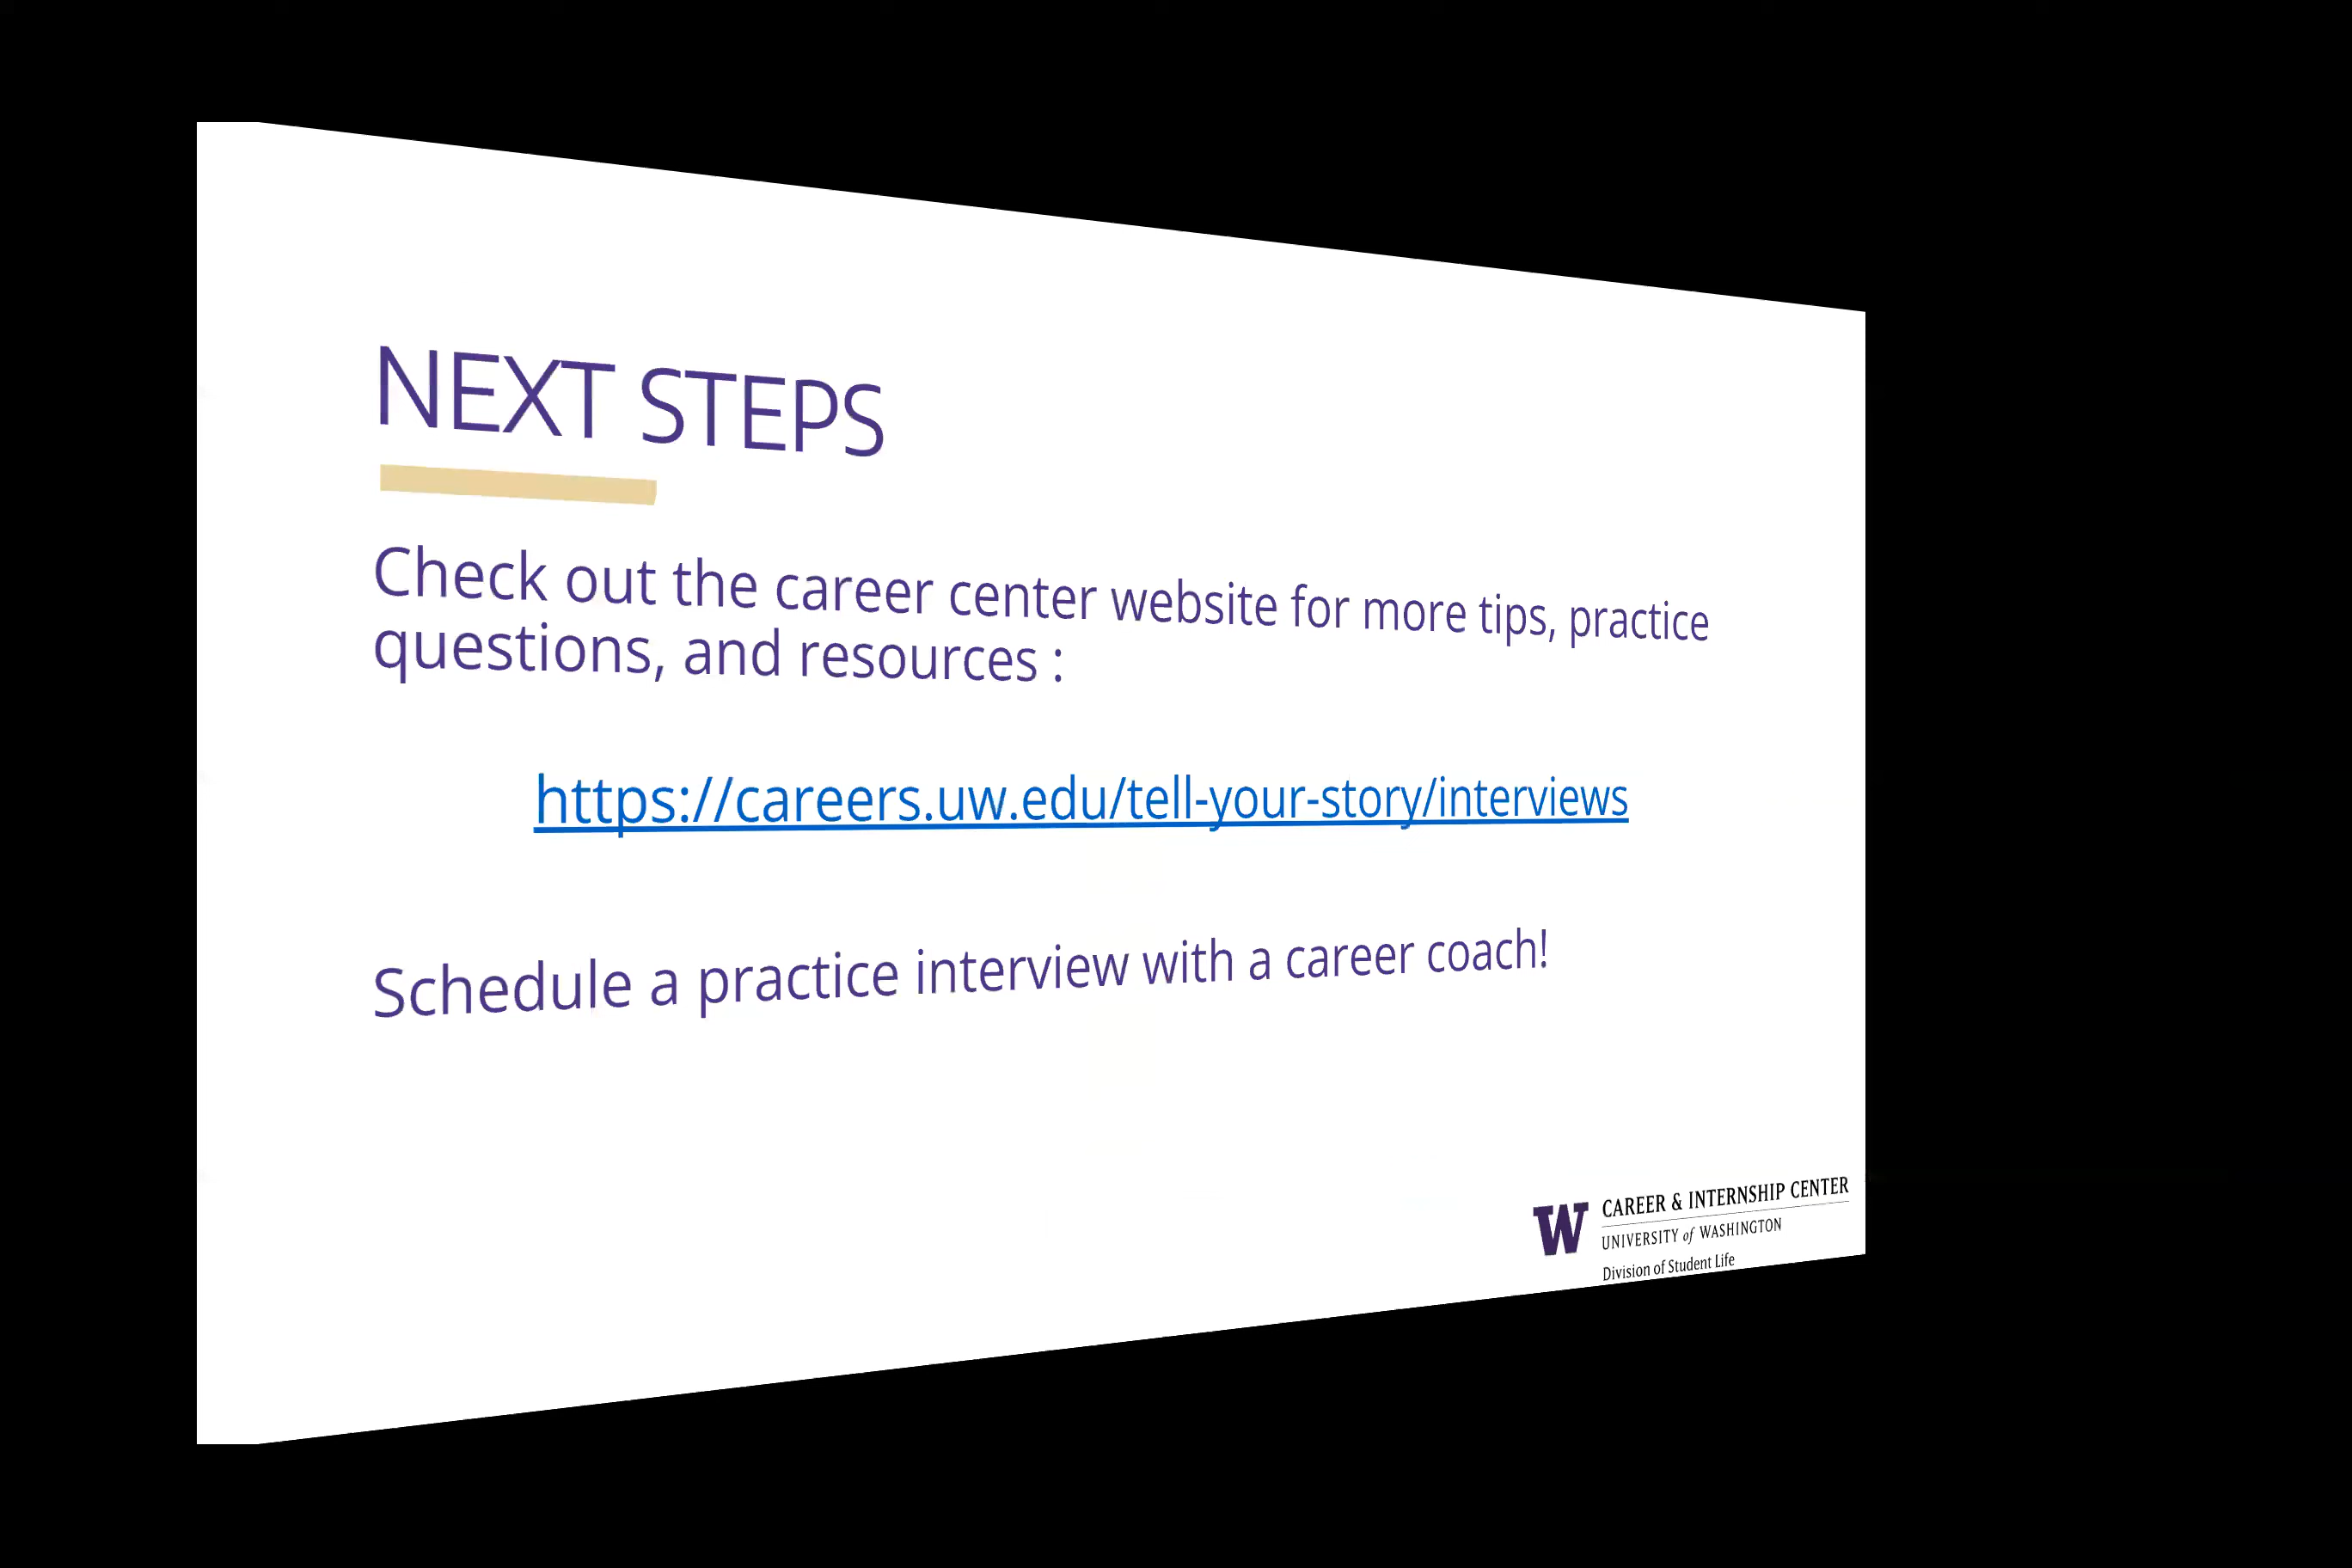 NEXT STEPS
Check out the career center website for more tips, practice
questions, and resources :
https://careers.uw.edu/tell-your-story/interviews
Schedule a practice interview with a career coach!
W
CAREER & INTERNSHIP CENTER
UNIVERSITY of WASHINGTON
Division of Student Life